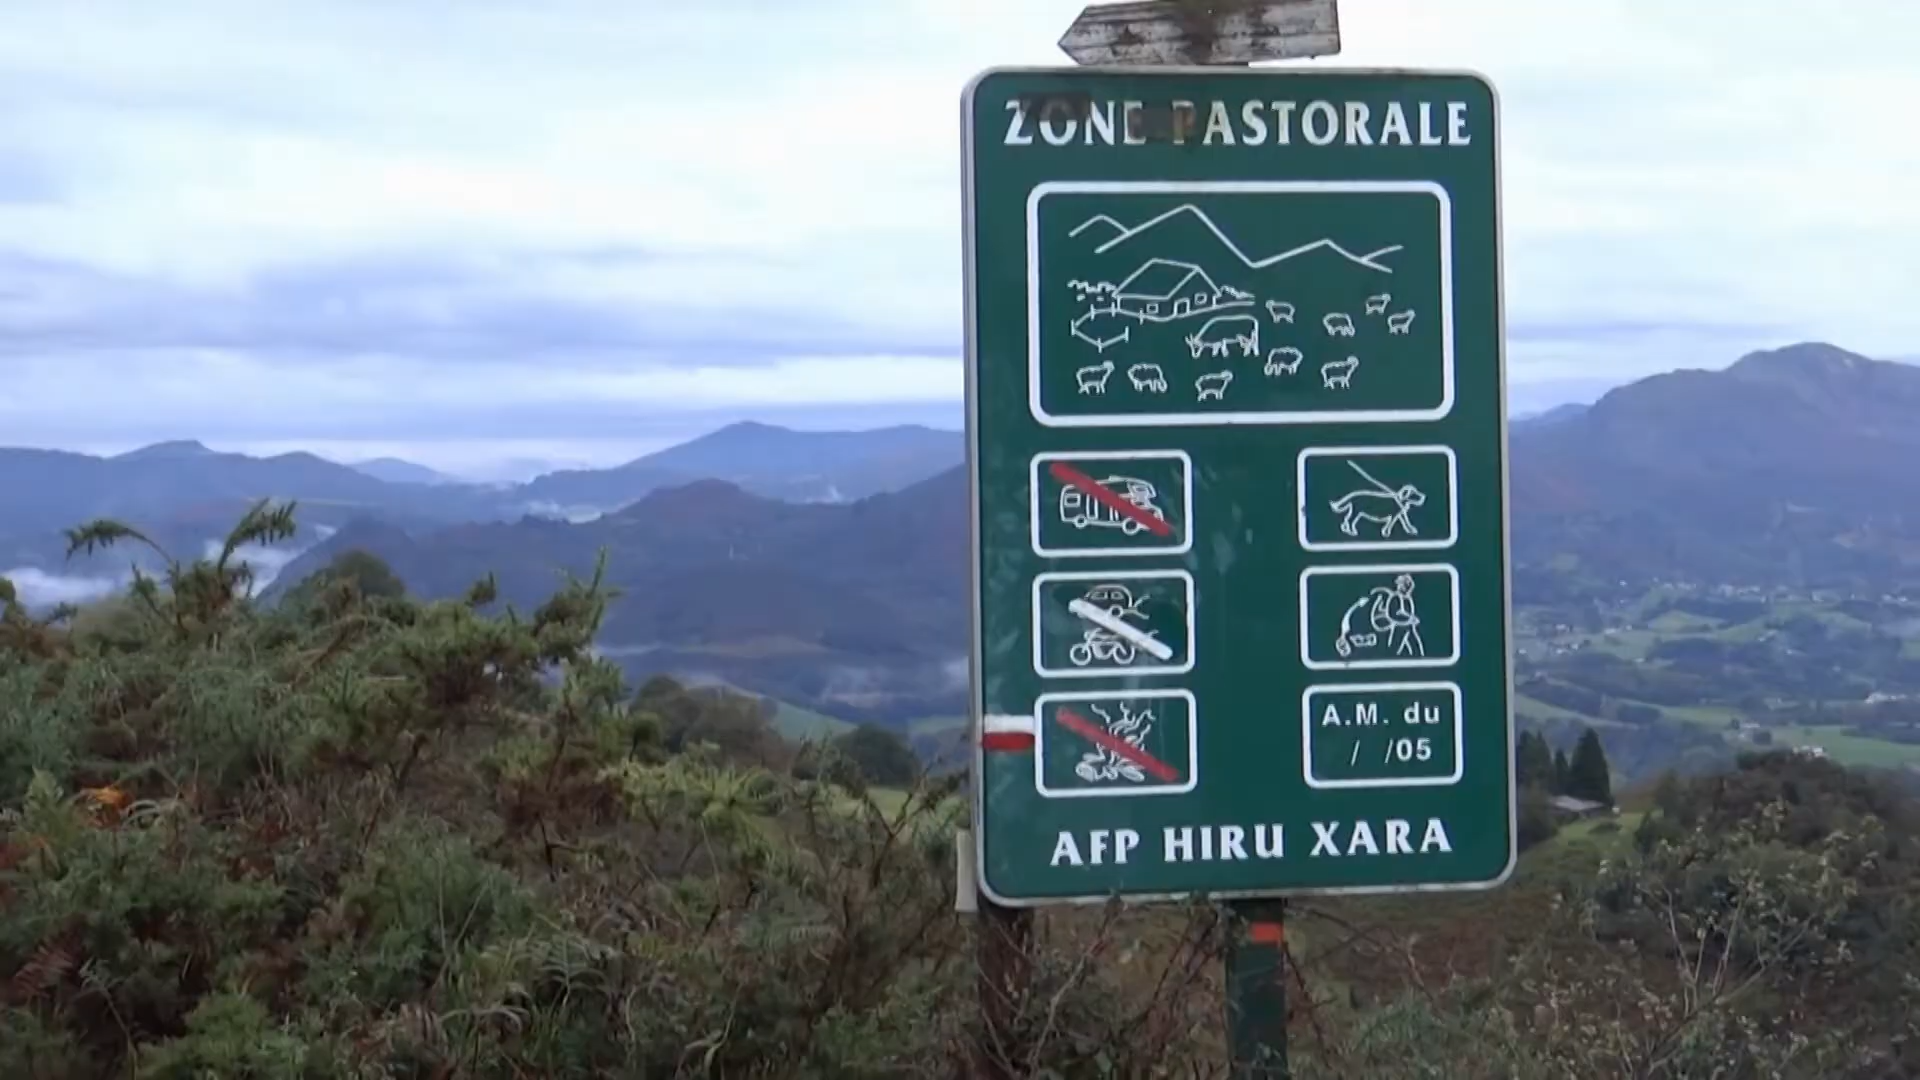 ZONE PASTORALE
A.M. du
/ /05
AFP HIRU XARA